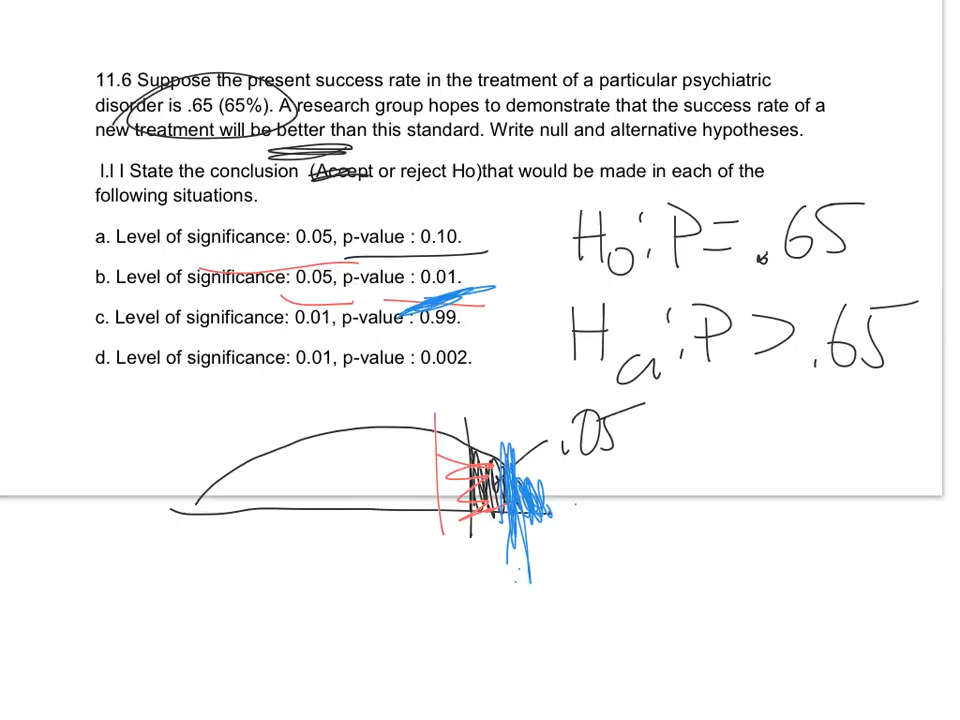 11.6 Suppose the present success rate in the treatment of a particular psychiatric
disorder is .65 (65%). A research group hopes to demonstrate that the success rate of a
new treatment will be better than this standard. Write null and alternative hypotheses.
I.I I State the conclusion (Accept or reject Ho)that would be made in each of the
following situations.
a. Level of significance: 0.05, p-value : 0.10.
b. Level of significance: 0.05, p-value : 0.01.
c. Level of significance: 0.01, p-value : 0.99.
d. Level of significance: 0.01, p-value : 0.002.
Ho: P = .65
Ha: P > .65
.05